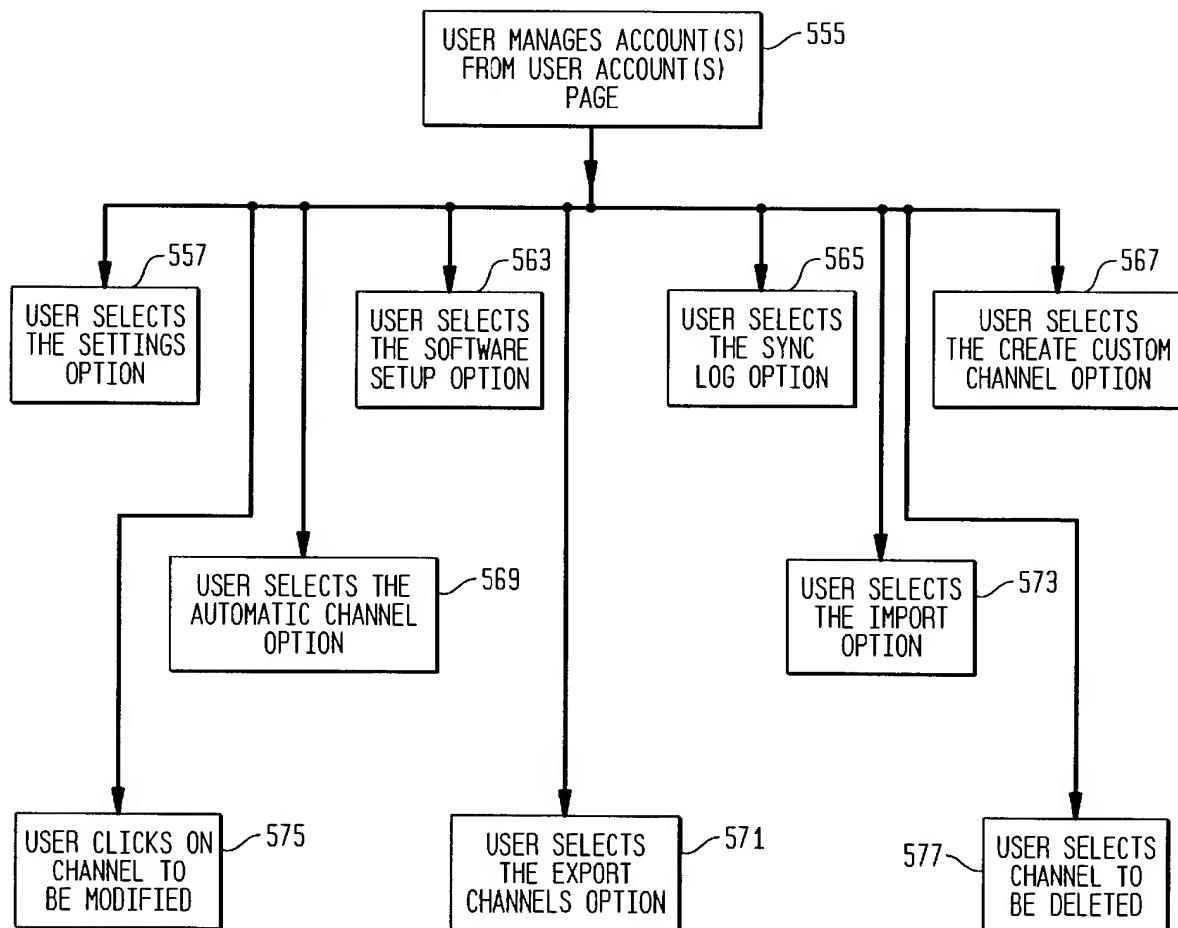 USER MANAGES ACCOUNT(S)
FROM USER ACCOUNT(S)
PAGE
555
557
USER SELECTS
THE SETTINGS
OPTION
563
USER SELECTS
THE SOFTWARE
SETUP OPTION
565
USER SELECTS
THE SYNC
LOG OPTION
567
USER SELECTS
THE CREATE CUSTOM
CHANNEL OPTION
USER SELECTS THE
AUTOMATIC CHANNEL
OPTION
569
USER SELECTS
THE IMPORT
OPTION
573
USER CLICKS ON
CHANNEL TO
BE MODIFIED
575
USER SELECTS
THE EXPORT
CHANNELS OPTION
571
577
USER SELECTS
CHANNEL TO
BE DELETED